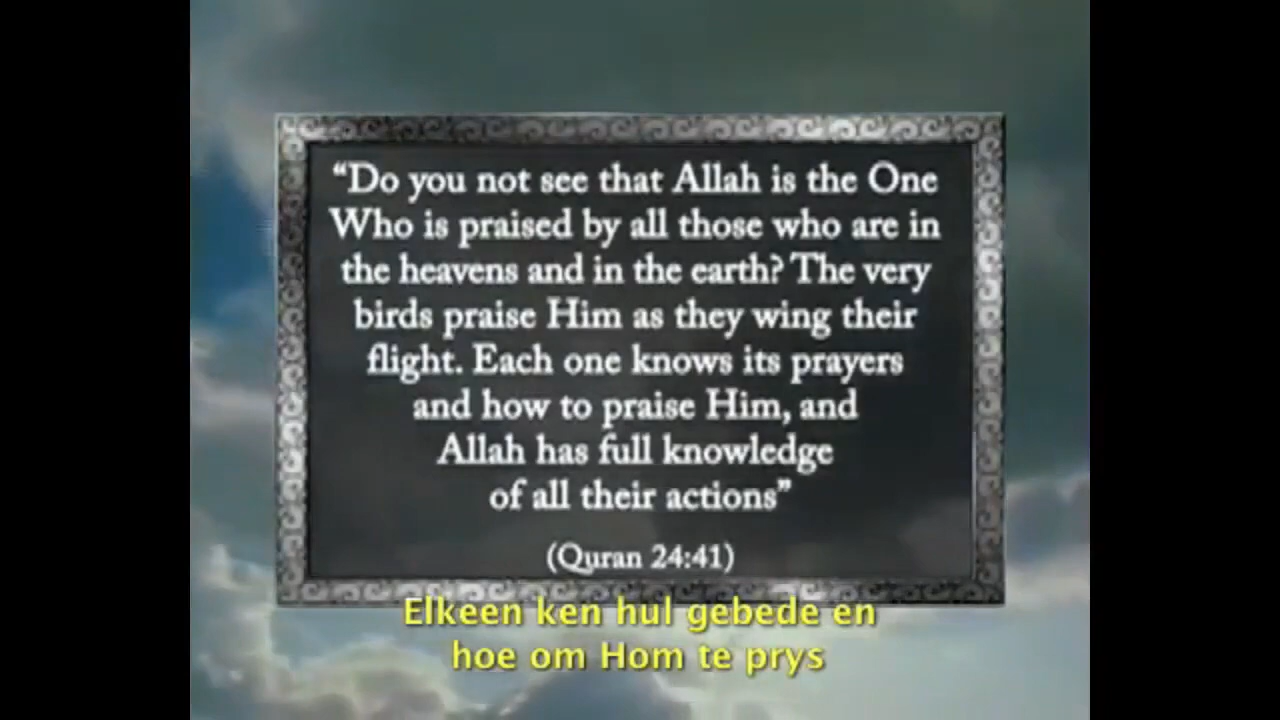 “Do you not see that Allah is the One
Who is praised by all those who are in
the heavens and in the earth? The very
birds praise Him as they wing their
flight. Each one knows its prayers
and how to praise Him, and
Allah has full knowledge
of all their actions”
(Quran 24:41)
Elkeen ken hul gebede en
hoe om Hom te prys